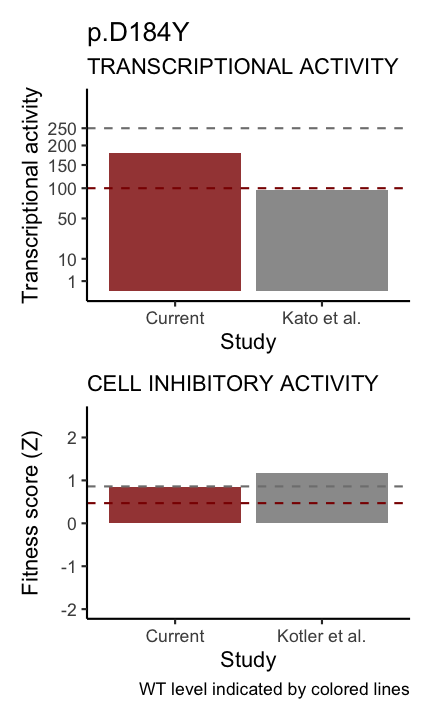 p.D184Y
TRANSCRIPTIONAL ACTIVITY
Transcriptional activity
250
200
150
100
50
10
1
Current
Kato et al.
Study
CELL INHIBITORY ACTIVITY
Fitness score (Z)
2
1
0
-1
-2
Current
Kotler et al.
Study
WT level indicated by colored lines